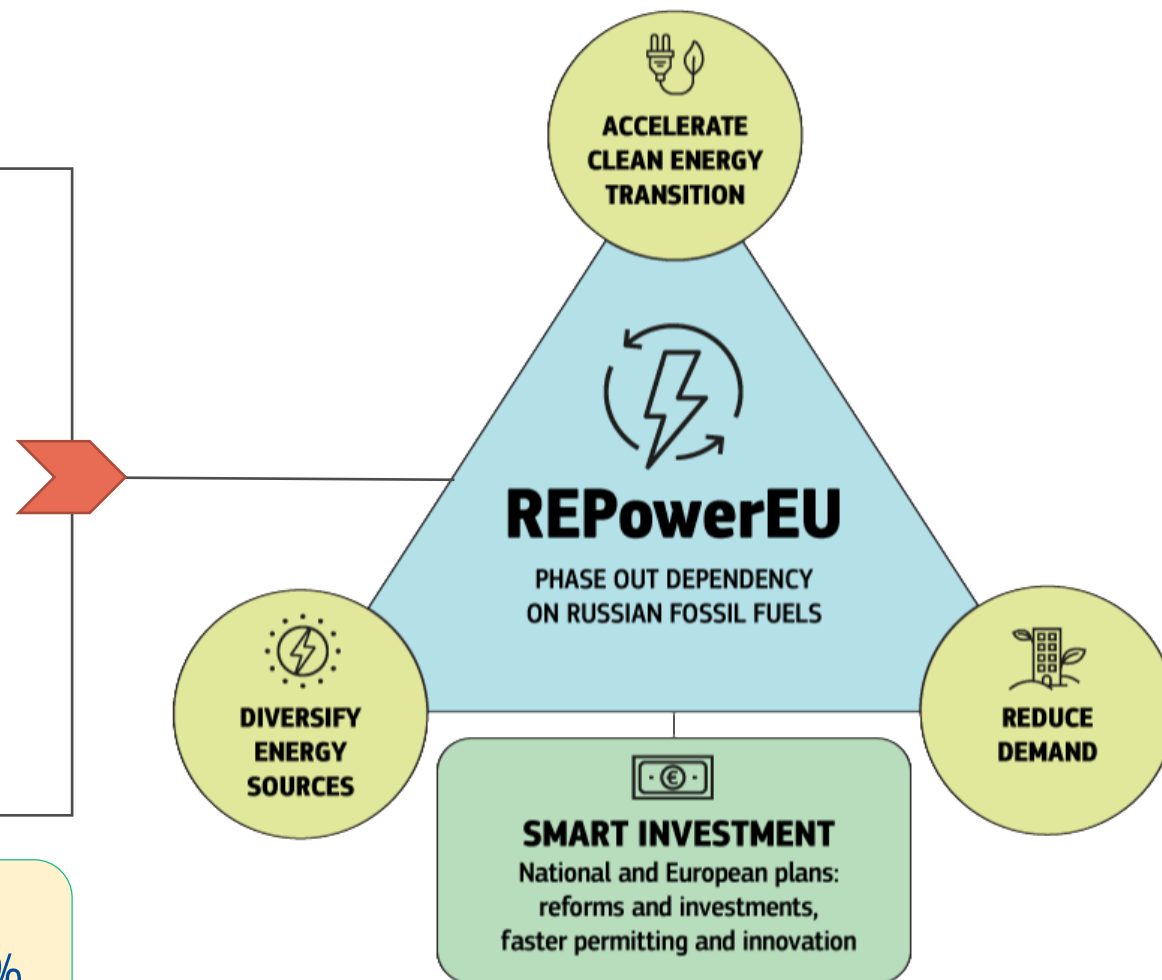 ACCELERATE
CLEAN ENERGY
TRANSITION
REPowerEU
PHASE OUT DEPENDENCY
ON RUSSIAN FOSSIL FUELS
DIVERSIFY
ENERGY
SOURCES
REDUCE
DEMAND
€
SMART INVESTMENT
National and European plans:
reforms and investments,
faster permitting and innovation
%